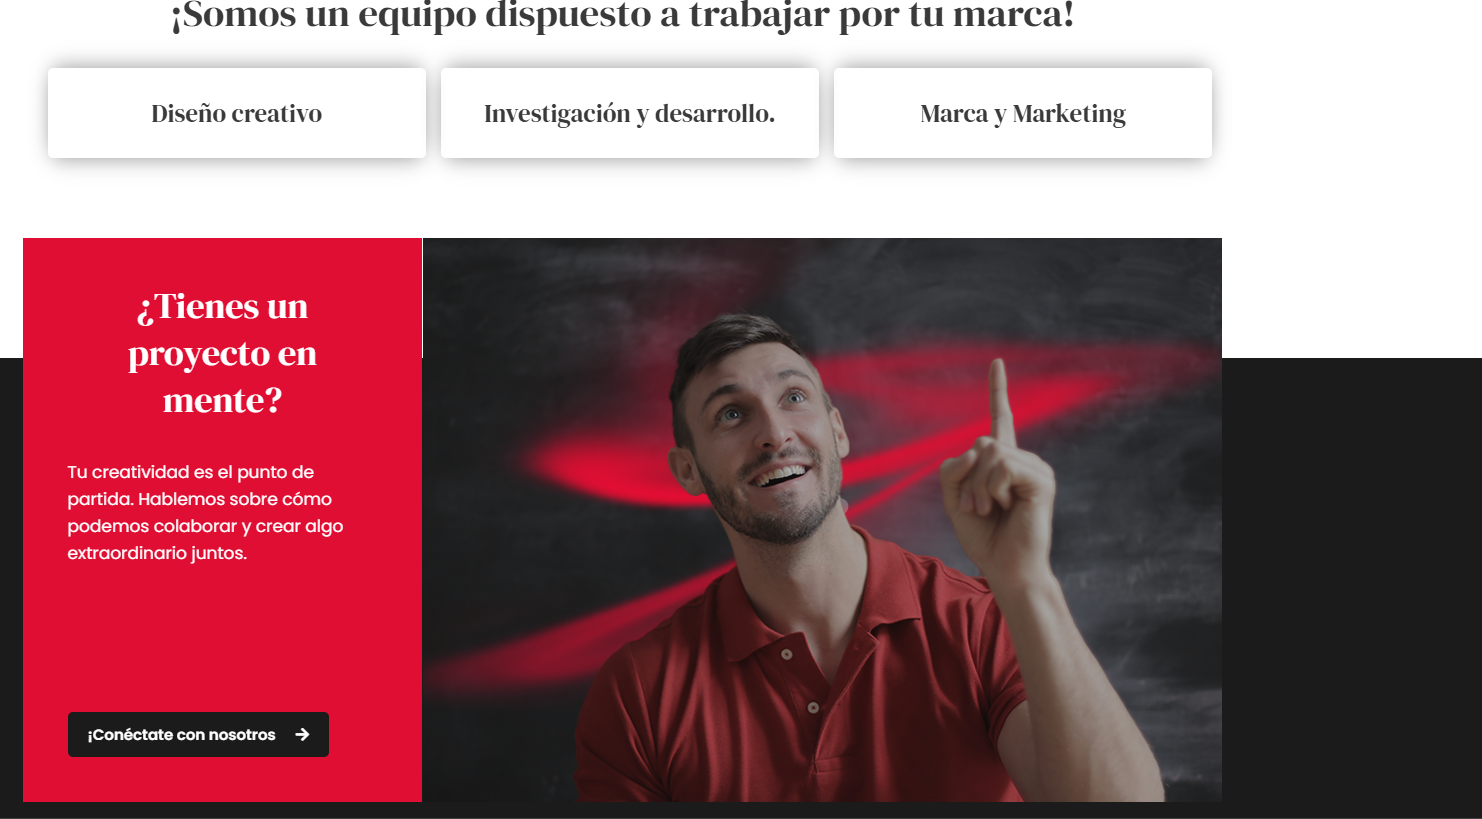 ¡Somos un equipo dispuesto a trabajar por tu marca!
Diseño creativo
Investigación y desarrollo.
Marca y Marketing
¿Tienes un
proyecto en
mente?
Tu creatividad es el punto de
partida. Hablemos sobre cómo
podemos colaborar y crear algo
extraordinario juntos.
¡Conéctate con nosotros